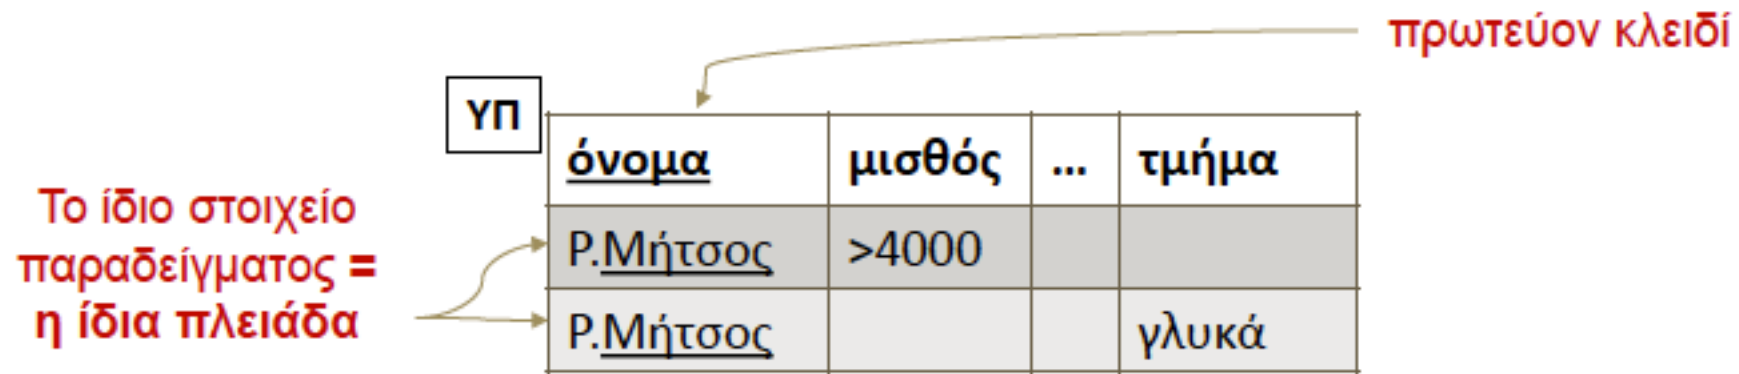 πρωτεύον κλειδί
ΥΠ
όνομα μισθός ... τμήμα
Το ίδιο στοιχείο
παραδείγματος =
η ίδια πλειάδα
P.Μήτσος >4000
P.Μήτσος γλυκά